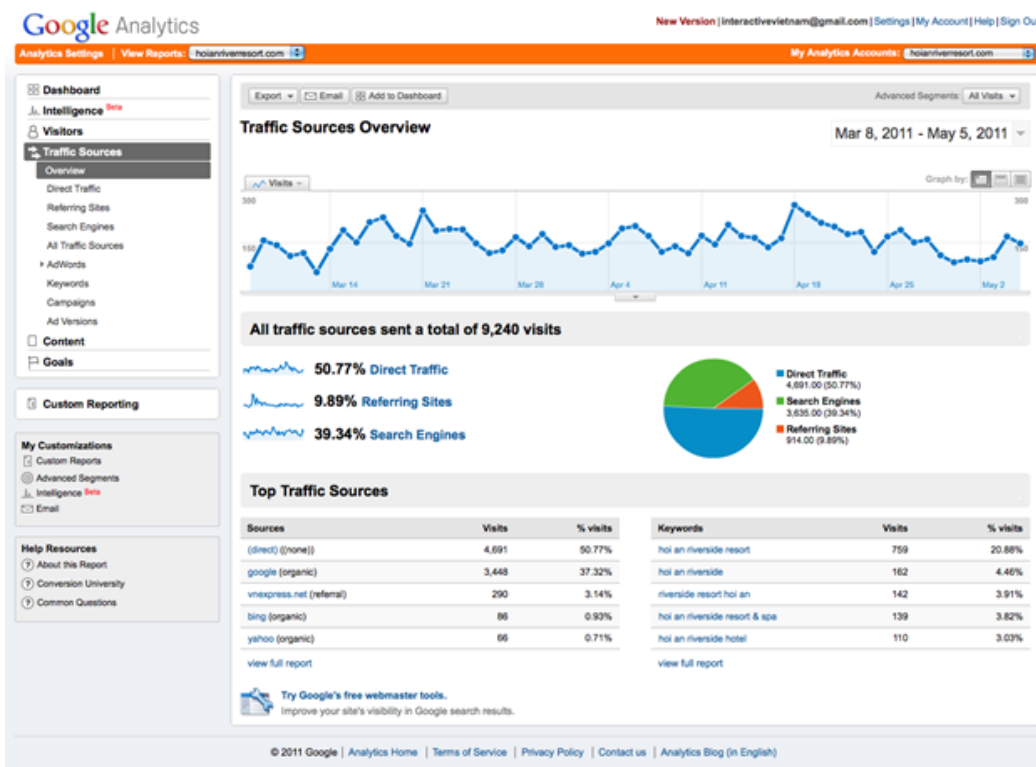 Google Analytics
New Version | interactivevietnam@gmail.com | Settings | My Account | Help | Sign Ou
Analytics Settings | View Reports: hoianriverresort.com
My Analytics Accounts: hoianriverresort.com
Dashboard
Intelligence Beta
Visitors
Traffic Sources
Overview
Direct Traffic
Referring Sites
Search Engines
All Traffic Sources
AdWords
Keywords
Campaigns
Ad Versions
Content
Goals
Custom Reporting
My Customizations
Custom Reports
Advanced Segments
Intelligence Beta
Email
Help Resources
About this Report
Conversion University
Common Questions
Export Email Add to Dashboard
Advanced Segments: All Visits
Traffic Sources Overview
Mar 8, 2011 - May 5, 2011
Visits
Graph by:
300 300
150 150
Mar 14 Mar 21 Mar 28 Apr 4 Apr 11 Apr 18 Apr 25 May 2
All traffic sources sent a total of 9,240 visits
50.77% Direct Traffic
9.89% Referring Sites
39.34% Search Engines
Direct Traffic
4,691.00 (50.77%)
Search Engines
3,635.00 (39.34%)
Referring Sites
914.00 (9.89%)
Top Traffic Sources
Sources Visits % visits
(direct) ((none)) 4,691 50.77%
google (organic) 3,448 37.32%
vnexpress.net (referral) 290 3.14%
bing (organic) 86 0.93%
yahoo (organic) 66 0.71%
view full report
Keywords Visits % visits
hoi an riverside resort 759 20.88%
hoi an riverside 162 4.46%
riverside resort hoi an 142 3.91%
hoi an riverside resort & spa 139 3.82%
hoi an riverside hotel 110 3.03%
view full report
Try Google's free webmaster tools.
Improve your site's visibility in Google search results.
© 2011 Google | Analytics Home | Terms of Service | Privacy Policy | Contact us | Analytics Blog (in English)